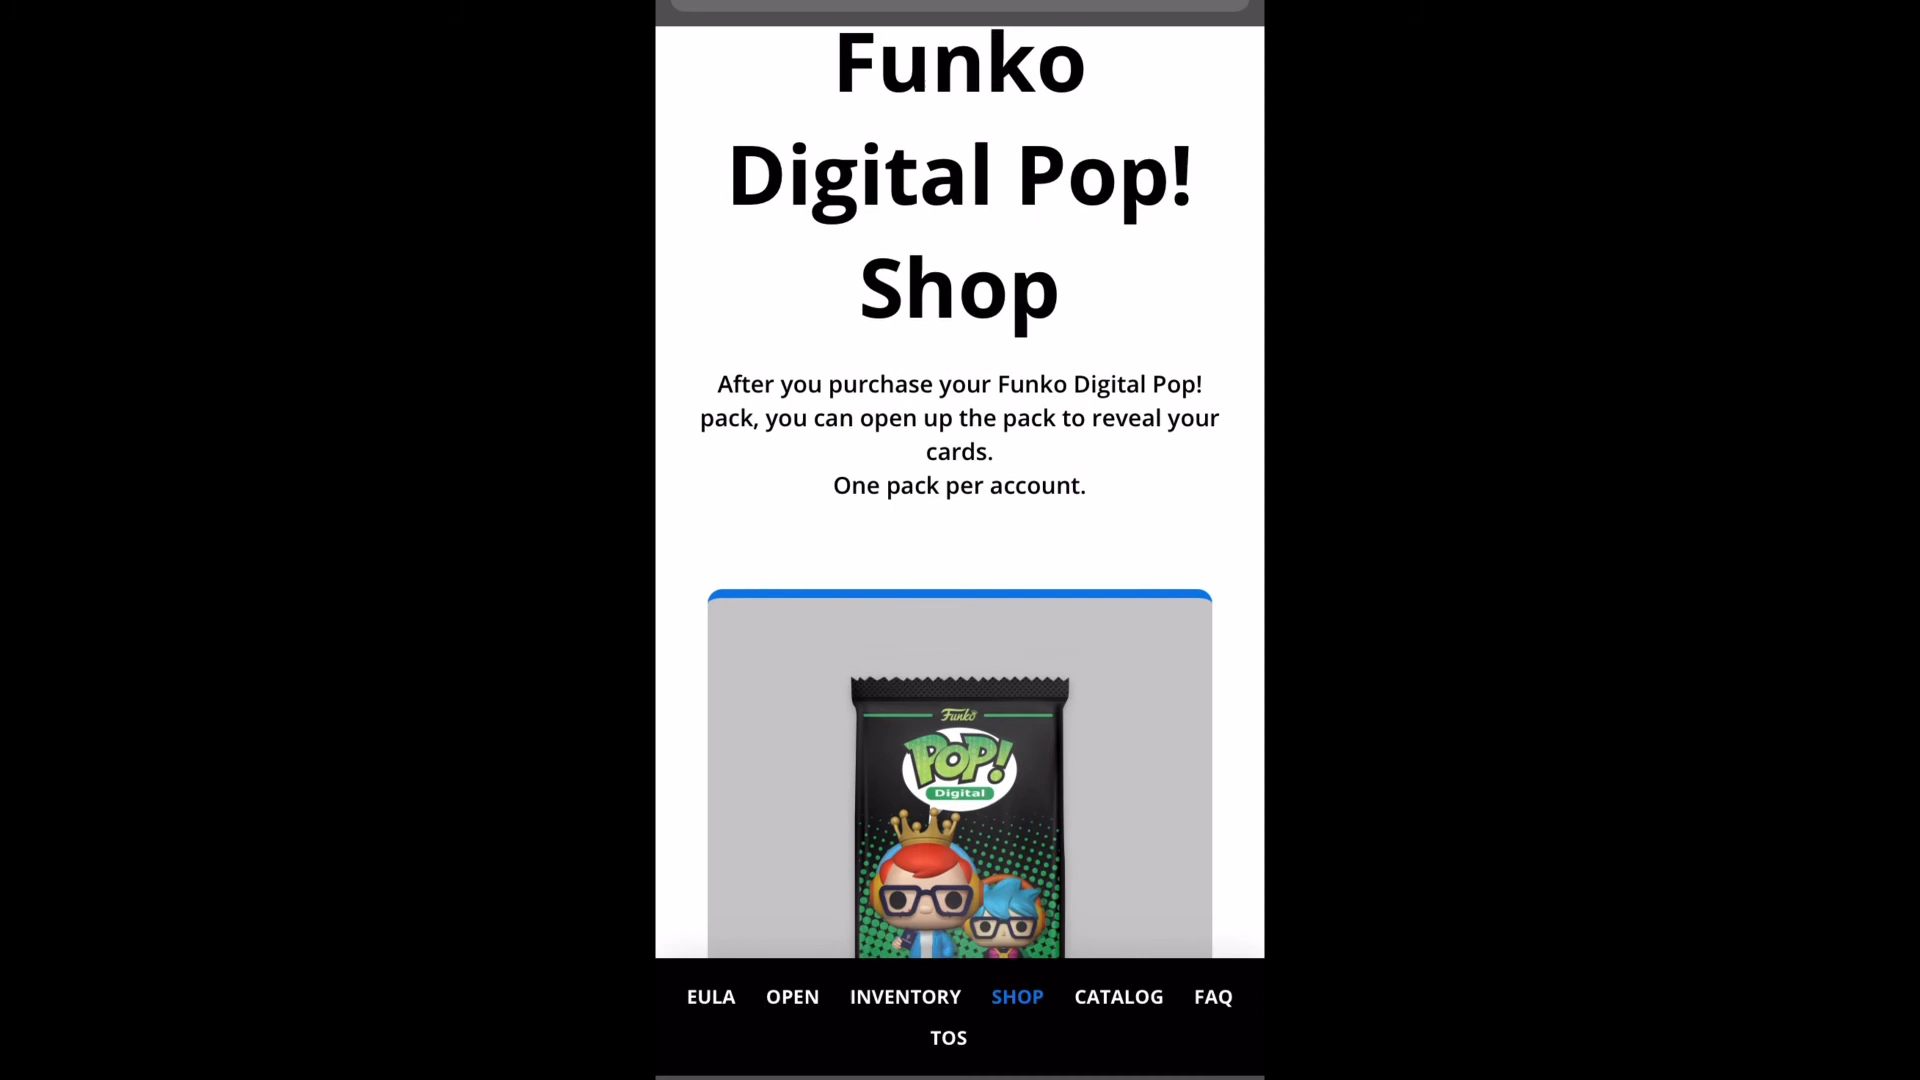 Funko
Digital Pop!
Shop
After you purchase your Funko Digital Pop!
pack, you can open up the pack to reveal your
cards.
One pack per account.
Funko
POP!
Digital
EULA OPEN INVENTORY SHOP CATALOG FAQ
TOS